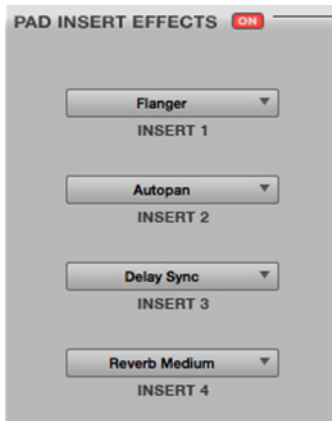 PAD INSERT EFFECTS ON
Flanger
INSERT 1
Autopan
INSERT 2
Delay Sync
INSERT 3
Reverb Medium
INSERT 4